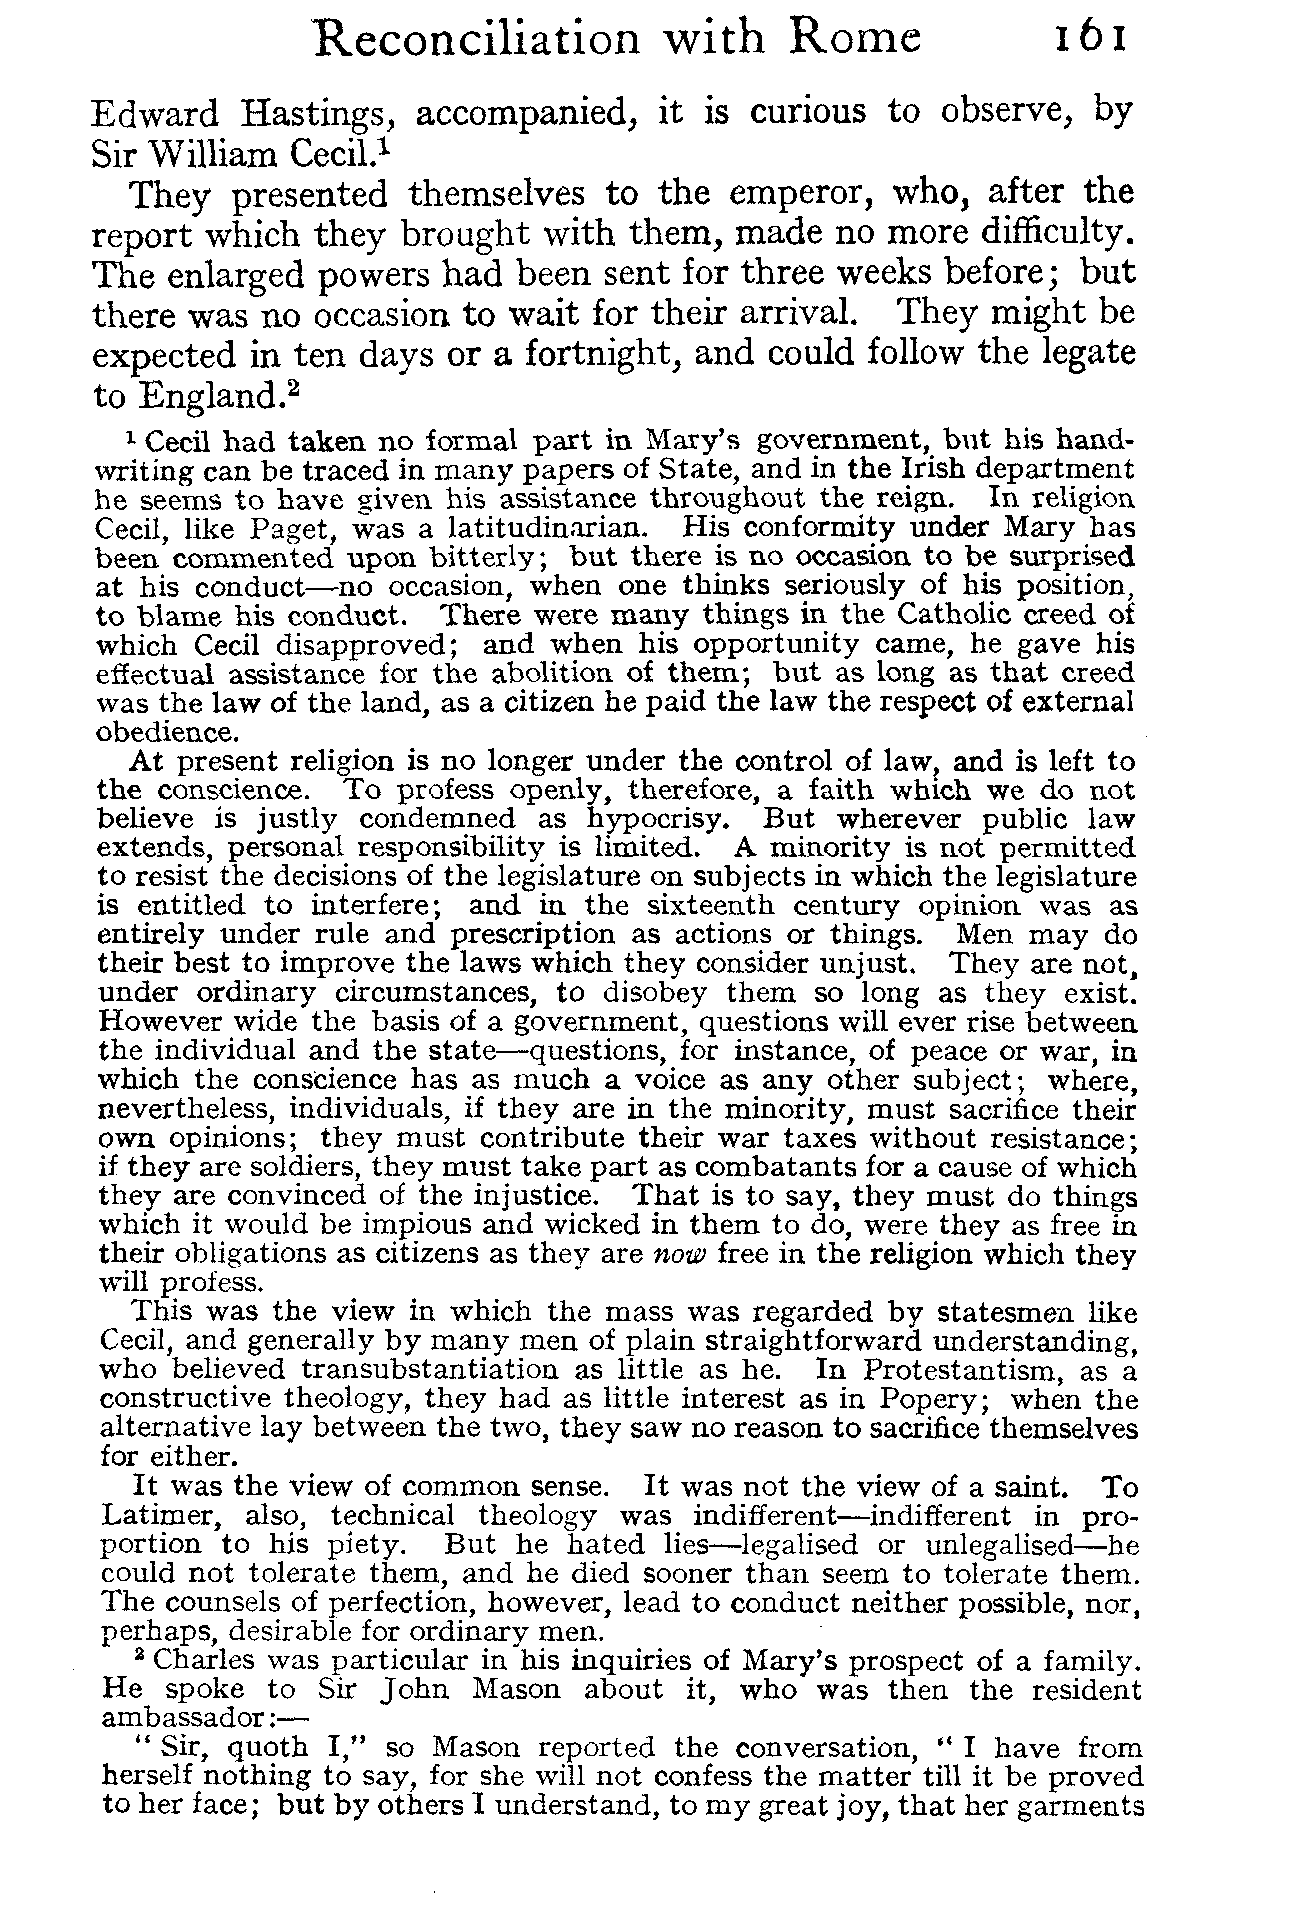 Reconciliation with Rome 161
Edward Hastings, accompanied, it is curious to observe, by
Sir William Cecil.¹
They presented themselves to the emperor, who, after the
report which they brought with them, made no more difficulty.
The enlarged powers had been sent for three weeks before; but
there was no occasion to wait for their arrival. They might be
expected in ten days or a fortnight, and could follow the legate
to England.²
¹ Cecil had taken no formal part in Mary's government, but his hand-
writing can be traced in many papers of State, and in the Irish department
he seems to have given his assistance throughout the reign. In religion
Cecil, like Paget, was a latitudinarian. His conformity under Mary has
been commented upon bitterly; but there is no occasion to be surprised
at his conduct—no occasion, when one thinks seriously of his position,
to blame his conduct. There were many things in the Catholic creed of
which Cecil disapproved; and when his opportunity came, he gave his
effectual assistance for the abolition of them; but as long as that creed
was the law of the land, as a citizen he paid the law the respect of external
obedience.
At present religion is no longer under the control of law, and is left to
the conscience. To profess openly, therefore, a faith which we do not
believe is justly condemned as hypocrisy. But wherever public law
extends, personal responsibility is limited. A minority is not permitted
to resist the decisions of the legislature on subjects in which the legislature
is entitled to interfere; and in the sixteenth century opinion was as
entirely under rule and prescription as actions or things. Men may do
their best to improve the laws which they consider unjust. They are not,
under ordinary circumstances, to disobey them so long as they exist.
However wide the basis of a government, questions will ever rise between
the individual and the state—questions, for instance, of peace or war, in
which the conscience has as much a voice as any other subject; where,
nevertheless, individuals, if they are in the minority, must sacrifice their
own opinions; they must contribute their war taxes without resistance;
if they are soldiers, they must take part as combatants for a cause of which
they are convinced of the injustice. That is to say, they must do things
which it would be impious and wicked in them to do, were they as free in
their obligations as citizens as they are now free in the religion which they
will profess.
This was the view in which the mass was regarded by statesmen like
Cecil, and generally by many men of plain straightforward understanding,
who believed transubstantiation as little as he. In Protestantism, as a
constructive theology, they had as little interest as in Popery; when the
alternative lay between the two, they saw no reason to sacrifice themselves
for either.
It was the view of common sense. It was not the view of a saint. To
Latimer, also, technical theology was indifferent—indifferent in pro-
portion to his piety. But he hated lies—legalised or unlegalised—he
could not tolerate them, and he died sooner than seem to tolerate them.
The counsels of perfection, however, lead to conduct neither possible, nor,
perhaps, desirable for ordinary men.
² Charles was particular in his inquiries of Mary's prospect of a family.
He spoke to Sir John Mason about it, who was then the resident
ambassador:—
" Sir, quoth I," so Mason reported the conversation, " I have from
herself nothing to say, for she will not confess the matter till it be proved
to her face; but by others I understand, to my great joy, that her garments